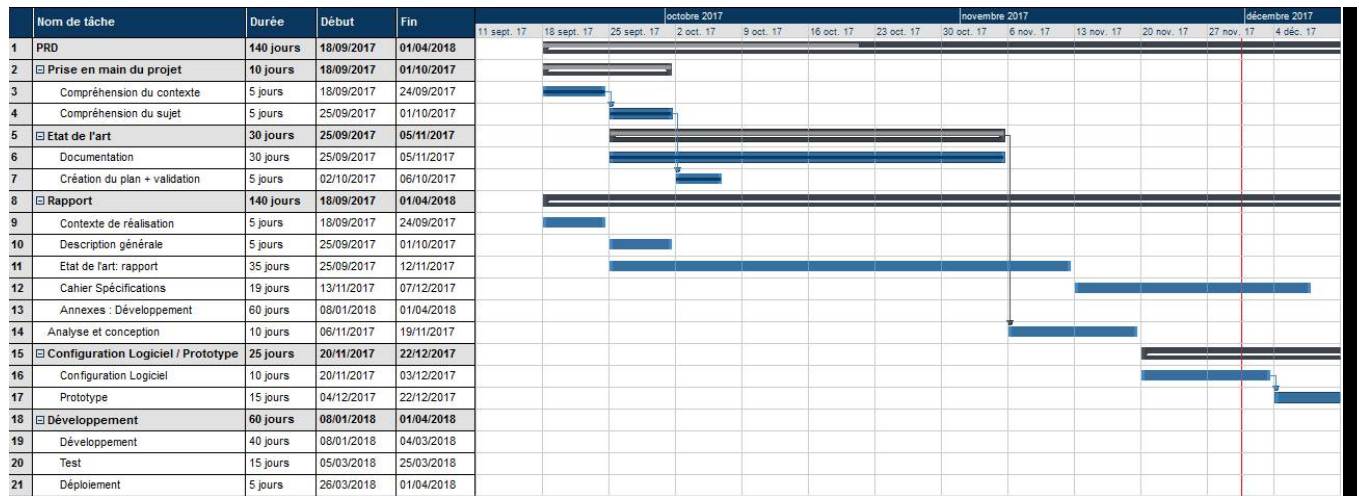 Nom de tâche Durée Début Fin octobre 2017 novembre 2017 décembre 2017
11 sept. 17 18 sept. 17 25 sept. 17 2 oct. 17 9 oct. 17 16 oct. 17 23 oct. 17 30 oct. 17 6 nov. 17 13 nov. 17 20 nov. 17 27 nov. 17 4 déc. 17
1 PRD 140 jours 18/09/2017 01/04/2018
2 Prise en main du projet 10 jours 18/09/2017 01/10/2017
3 Compréhension du contexte 5 jours 18/09/2017 24/09/2017
4 Compréhension du sujet 5 jours 25/09/2017 01/10/2017
5 Etat de l'art 30 jours 25/09/2017 05/11/2017
6 Documentation 30 jours 25/09/2017 05/11/2017
7 Création du plan + validation 5 jours 02/10/2017 06/10/2017
8 Rapport 140 jours 18/09/2017 01/04/2018
9 Contexte de réalisation 5 jours 18/09/2017 24/09/2017
10 Description générale 5 jours 25/09/2017 01/10/2017
11 Etat de l'art: rapport 35 jours 25/09/2017 12/11/2017
12 Cahier Spécifications 19 jours 13/11/2017 07/12/2017
13 Annexes : Développement 60 jours 08/01/2018 01/04/2018
14 Analyse et conception 10 jours 06/11/2017 19/11/2017
15 Configuration Logiciel / Prototype 25 jours 20/11/2017 22/12/2017
16 Configuration Logiciel 10 jours 20/11/2017 03/12/2017
17 Prototype 15 jours 04/12/2017 22/12/2017
18 Développement 60 jours 08/01/2018 01/04/2018
19 Développement 40 jours 08/01/2018 04/03/2018
20 Test 15 jours 05/03/2018 25/03/2018
21 Déploiement 5 jours 26/03/2018 01/04/2018